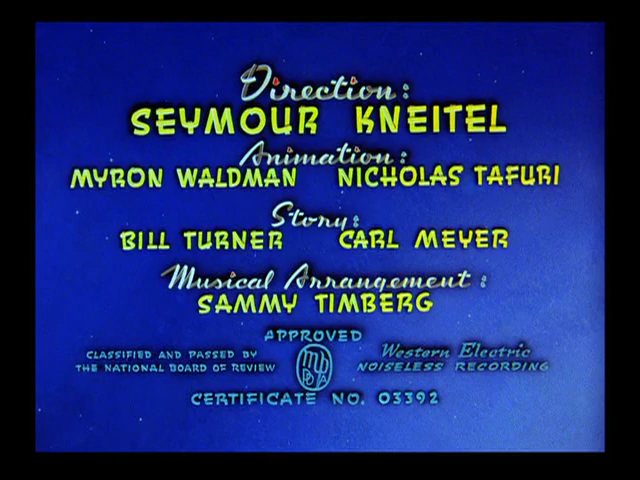 Direction:
SEYMOUR KNEITEL
Animation:
MYRON WALDMAN NICHOLAS TAFURI
Story:
BILL TURNER CARL MEYER
Musical Arrangement:
SAMMY TIMBERG
APPROVED
CLASSIFIED AND PASSED BY
THE NATIONAL BOARD OF REVIEW
MPPDA
Western Electric
NOISELESS RECORDING
CERTIFICATE NO. 03392